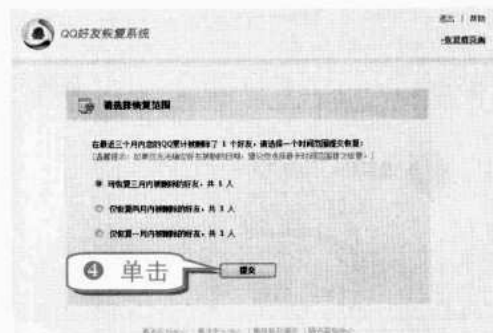 QQ好友恢复系统
退出 | 帮助
请选择恢复范围
在最近三个月内您的QQ累计被删除了 1 个好友，请选择一个时间范围提交恢复：
可恢复三月内被删除的好友，共 1 人
仅恢复两月内被删除的好友，共 1 人
仅恢复一月内被删除的好友，共 1 人
④ 单击
提交